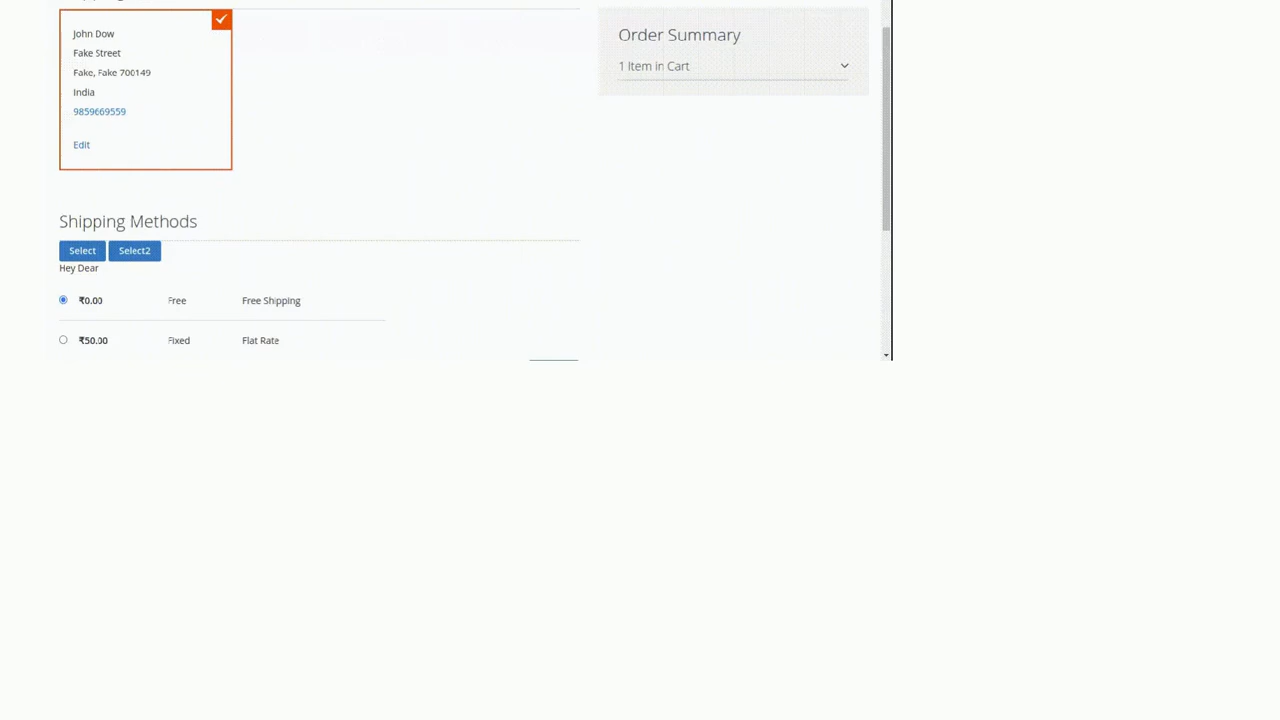 John Dow
Fake Street
Fake, Fake 700149
India
9859669559
Edit
Order Summary
1 Item in Cart
Shipping Methods
Select Select2
Hey Dear
₹0.00 Free Free Shipping
₹50.00 Fixed Flat Rate